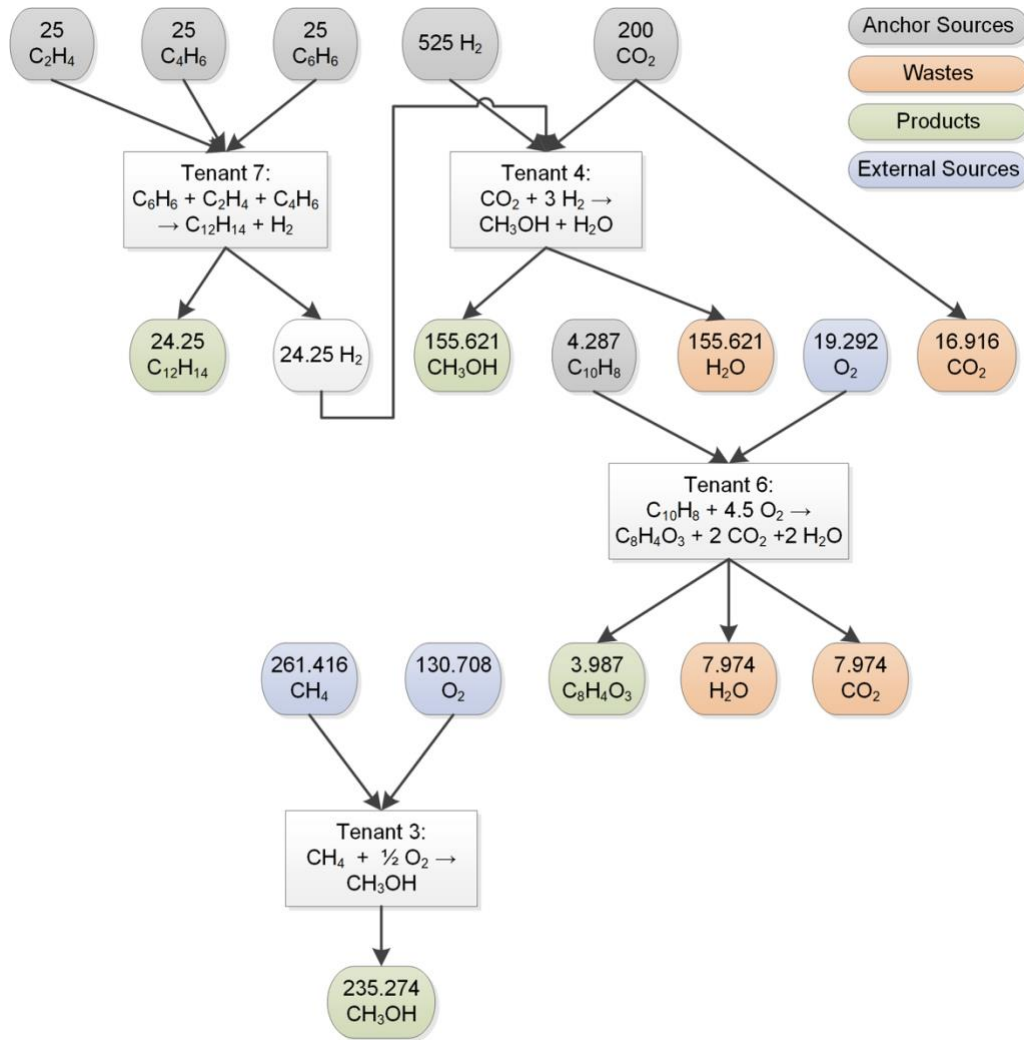 25
C₂H₄
25
C₄H₆
25
C₆H₆
525 H₂
200
CO₂
Anchor Sources
Wastes
Products
External Sources
Tenant 7:
C₆H₆ + C₂H₄ + C₄H₆
→ C₁₂H₁₄ + H₂
Tenant 4:
CO₂ + 3 H₂ →
CH₃OH + H₂O
24.25
C₁₂H₁₄
24.25 H₂
155.621
CH₃OH
4.287
C₁₀H₈
155.621
H₂O
19.292
O₂
16.916
CO₂
Tenant 6:
C₁₀H₈ + 4.5 O₂ →
C₈H₄O₃ + 2 CO₂ +2 H₂O
261.416
CH₄
130.708
O₂
3.987
C₈H₄O₃
7.974
H₂O
7.974
CO₂
Tenant 3:
CH₄ + ½ O₂ →
CH₃OH
235.274
CH₃OH